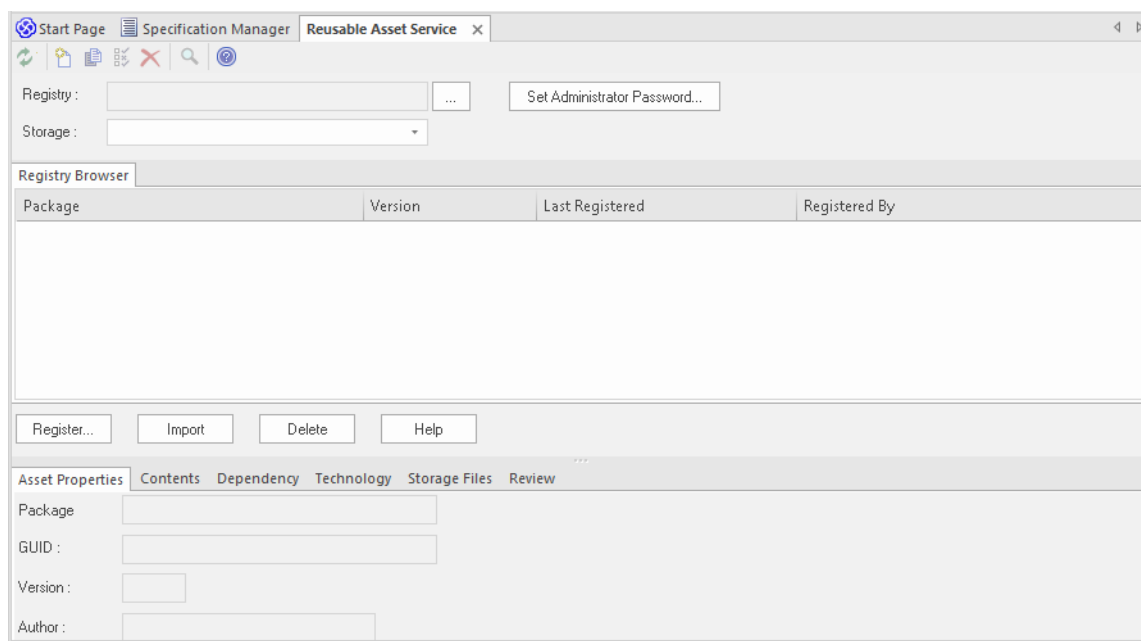 Start Page Specification Manager Reusable Asset Service
Registry : ... Set Administrator Password...
Storage :
Registry Browser
Package Version Last Registered Registered By
Register... Import Delete Help
Asset Properties Contents Dependency Technology Storage Files Review
Package
GUID :
Version :
Author :